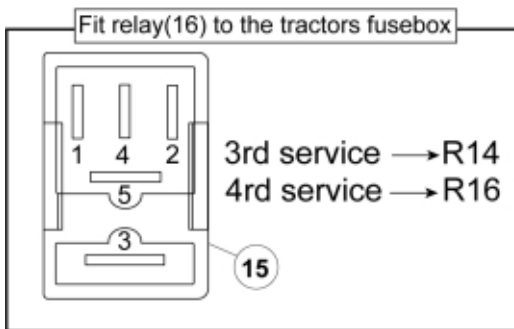 Fit relay(16) to the tractors fusebox
1 4 2
5
3
3rd service → R14
4rd service → R16
15